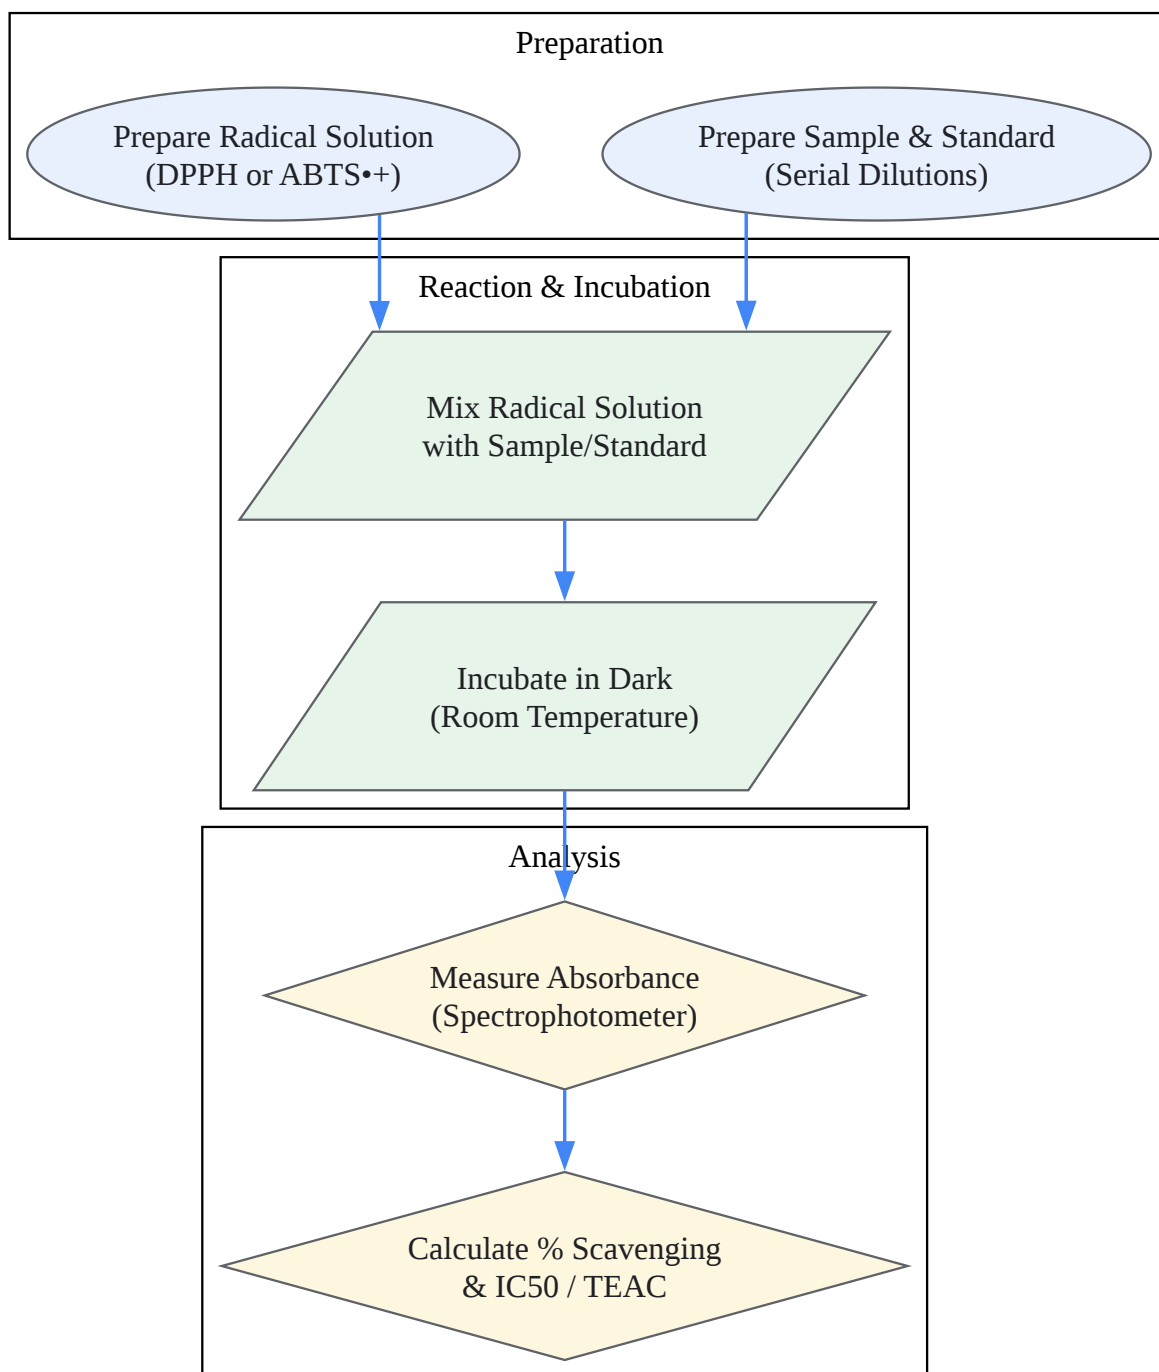 Preparation
Prepare Radical Solution
(DPPH or ABTS•+)
Prepare Sample & Standard
(Serial Dilutions)
Reaction & Incubation
Mix Radical Solution
with Sample/Standard
Incubate in Dark
(Room Temperature)
Analysis
Measure Absorbance
(Spectrophotometer)
Calculate % Scavenging
& IC50 / TEAC